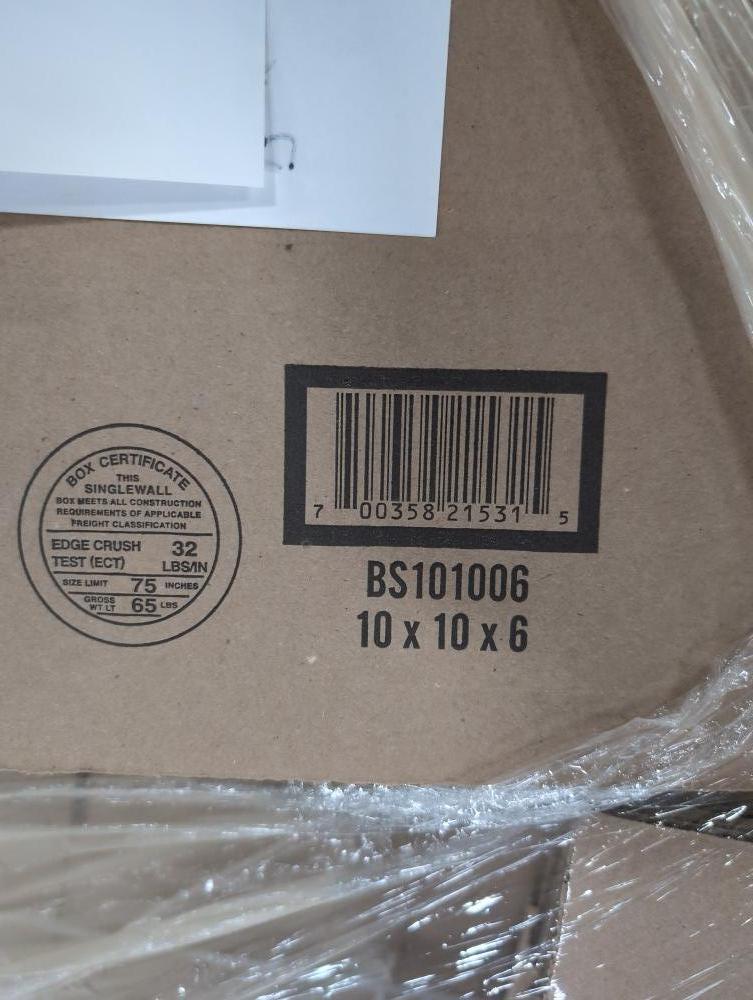 BOX CERTIFICATE
THIS
SINGLEWALL
BOX MEETS ALL CONSTRUCTION
REQUIREMENTS OF APPLICABLE
FREIGHT CLASSIFICATION
EDGE CRUSH TEST (ECT) 32 LBS/IN
SIZE LIMIT 75 INCHES
GROSS WT LT 65 LBS
7 00358 21531 5
BS101006
10 x 10 x 6